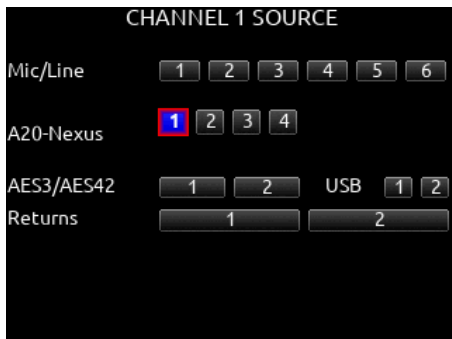 CHANNEL 1 SOURCE
Mic/Line 1 2 3 4 5 6
A20-Nexus 1 2 3 4
AES3/AES42 1 2 USB 1 2
Returns 1 2